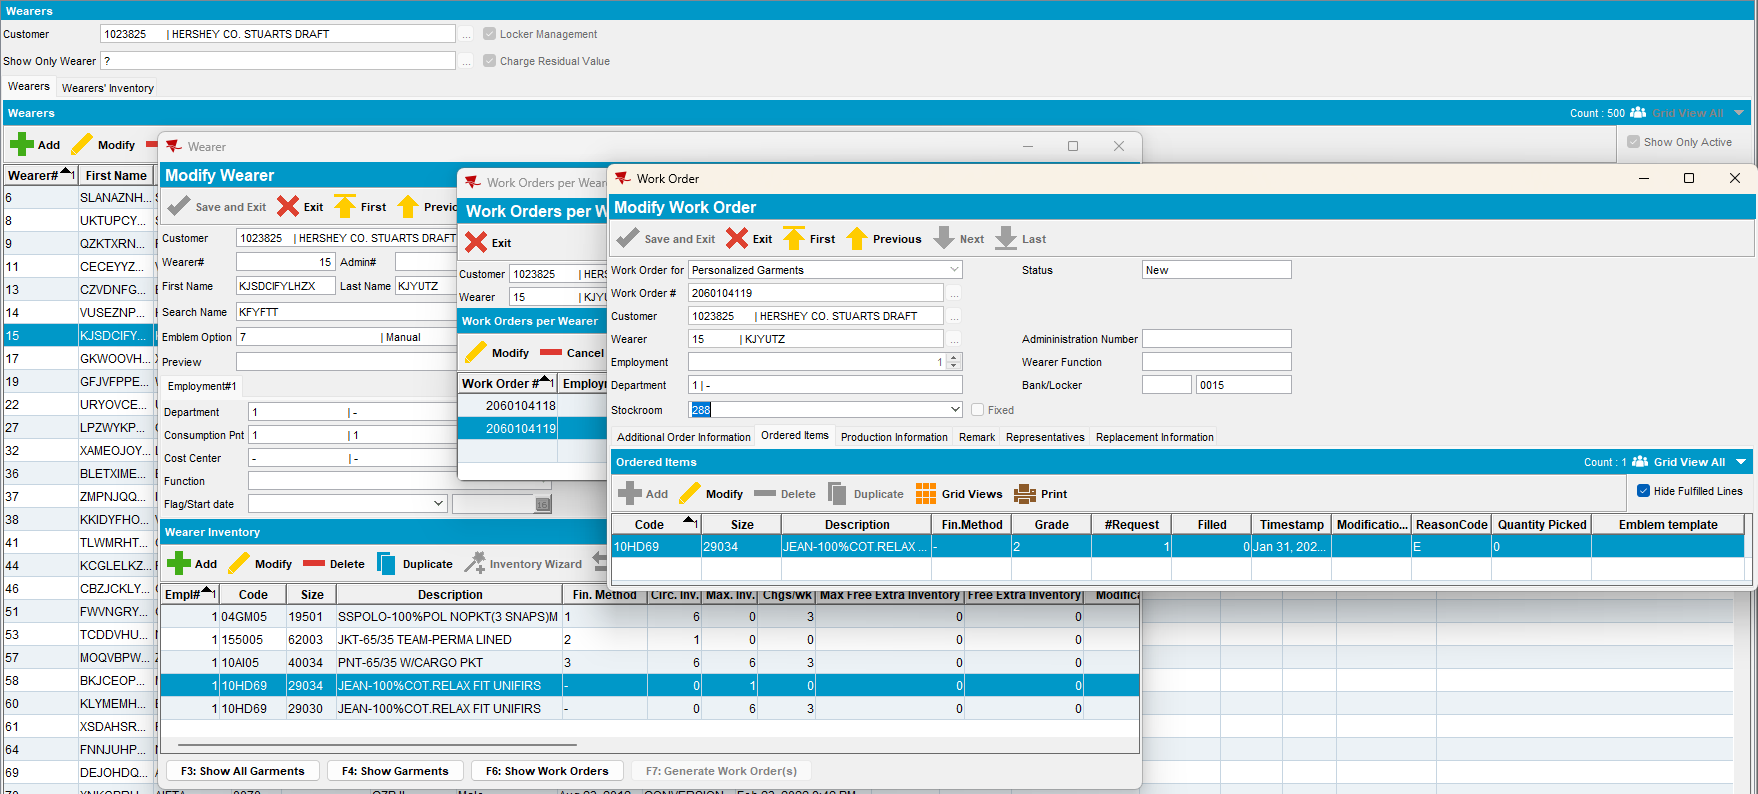 Wearers
Customer 1023825 | HERSHEY CO. STUARTS DRAFT ... Locker Management
Show Only Wearer ? ... Charge Residual Value
Wearers Wearers' Inventory
Wearers Count : 500 Grid View All
Add Modify Show Only Active
Wearer# 1 First Name
6 SLANAZNH...
8 UKTUPCY...
9 QZKTXRN...
11 CECEYYZ...
13 CZVDNFG...
14 VUSEZNP...
15 KJSDCIFY...
17 GKWOOVH...
19 GFJVFPPE...
22 URYOVCE...
27 LPZWYKP...
32 XAMEOJOY...
36 BLETXIME...
37 ZMPNJQQ...
38 KKIDYFHO...
41 TLWMRHT...
44 KCGLELKZ...
46 CBZJCKLY...
51 FWVNGRY...
53 TCDDVHU...
57 MOQVBPW...
58 BKJCEOP...
60 KLYMEMH...
61 XSDAHSR...
64 FNNJUHP...
69 DEJOHDQ...
Wearer
Modify Wearer
Save and Exit Exit First Previo
Customer 1023825 | HERSHEY CO. STUARTS DRAFT
Wearer# 15 Admin#
First Name KJSDCIFYLHZX Last Name KJYUTZ
Search Name KFYFTT
Emblem Option 7 | Manual
Preview
Employment#1
Department 1 | -
Consumption Pnt 1 | 1
Cost Center - | -
Function
Flag/Start date
Wearer Inventory
Add Modify Delete Duplicate Inventory Wizard
Empl# 1 Code Size Description Fin. Method Circ. Inv. Max. Inv. Chgs/wk Max Free Extra Inventory Free Extra Inventory Modifica
1 04GM05 19501 SSPOLO-100%POL NOPKT(3 SNAPS)M 1 6 0 3 0 0
1 155005 62003 JKT-65/35 TEAM-PERMA LINED 2 1 0 0 0 0
1 10AI05 40034 PNT-65/35 W/CARGO PKT 3 6 6 3 0 0
1 10HD69 29034 JEAN-100%COT.RELAX FIT UNIFIRS - 0 1 0 0 0
1 10HD69 29030 JEAN-100%COT.RELAX FIT UNIFIRS - 0 6 3 0 0
F3: Show All Garments F4: Show Garments F6: Show Work Orders F7: Generate Work Order(s)
Work Orders per Wear
Work Orders per W
Exit
Customer 1023825 | HERS
Wearer 15 | KJYU
Work Orders per Wearer
Modify Cancel
Work Order # 1 Employn
2060104118
2060104119
Work Order
Modify Work Order
Save and Exit Exit First Previous Next Last
Work Order for Personalized Garments Status New
Work Order # 2060104119 ...
Customer 1023825 | HERSHEY CO. STUARTS DRAFT ...
Wearer 15 | KJYUTZ ... Admininistration Number
Employment 1 Wearer Function
Department 1 | - Bank/Locker 0015
Stockroom 288 Fixed
Additional Order Information Ordered Items Production Information Remark Representatives Replacement Information
Ordered Items Count : 1 Grid View All
Add Modify Delete Duplicate Grid Views Print Hide Fulfilled Lines
Code 1 Size Description Fin.Method Grade #Request Filled Timestamp Modificatio... ReasonCode Quantity Picked Emblem template
10HD69 29034 JEAN-100%COT.RELAX ... - 2 1 0 Jan 31, 202... E 0